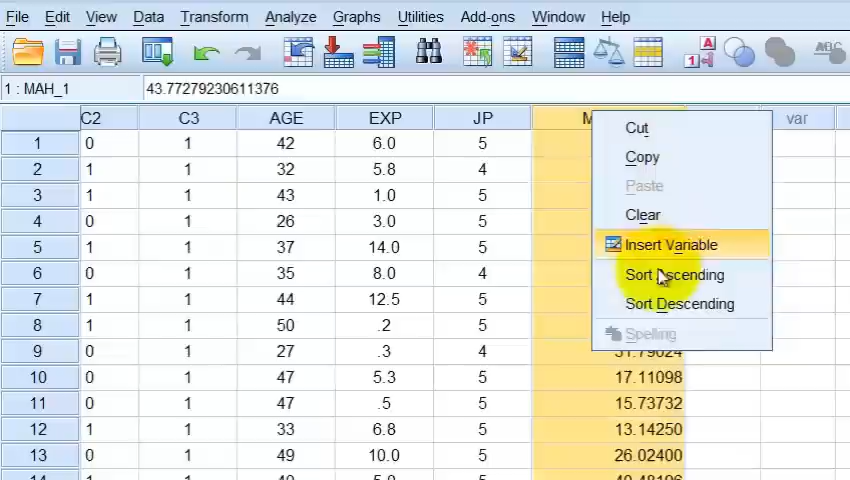 File Edit View Data Transform Analyze Graphs Utilities Add-ons Window Help
1 : MAH_1 43.77279230611376
C2 C3 AGE EXP JP var
1 0 1 42 6.0 5
2 1 1 32 5.8 4
3 1 1 43 1.0 5
4 0 1 26 3.0 5
5 1 1 37 14.0 5
6 0 1 35 8.0 4
7 1 1 44 12.5 5
8 1 1 50 .2 5
9 0 1 27 .3 4 31.79024
10 0 1 47 5.3 5 17.11098
11 0 1 47 .5 5 15.73732
12 1 1 33 6.8 5 13.14250
13 0 1 49 10.0 5 26.02400
Cut
Copy
Paste
Clear
Insert Variable
Sort Ascending
Sort Descending
Spelling